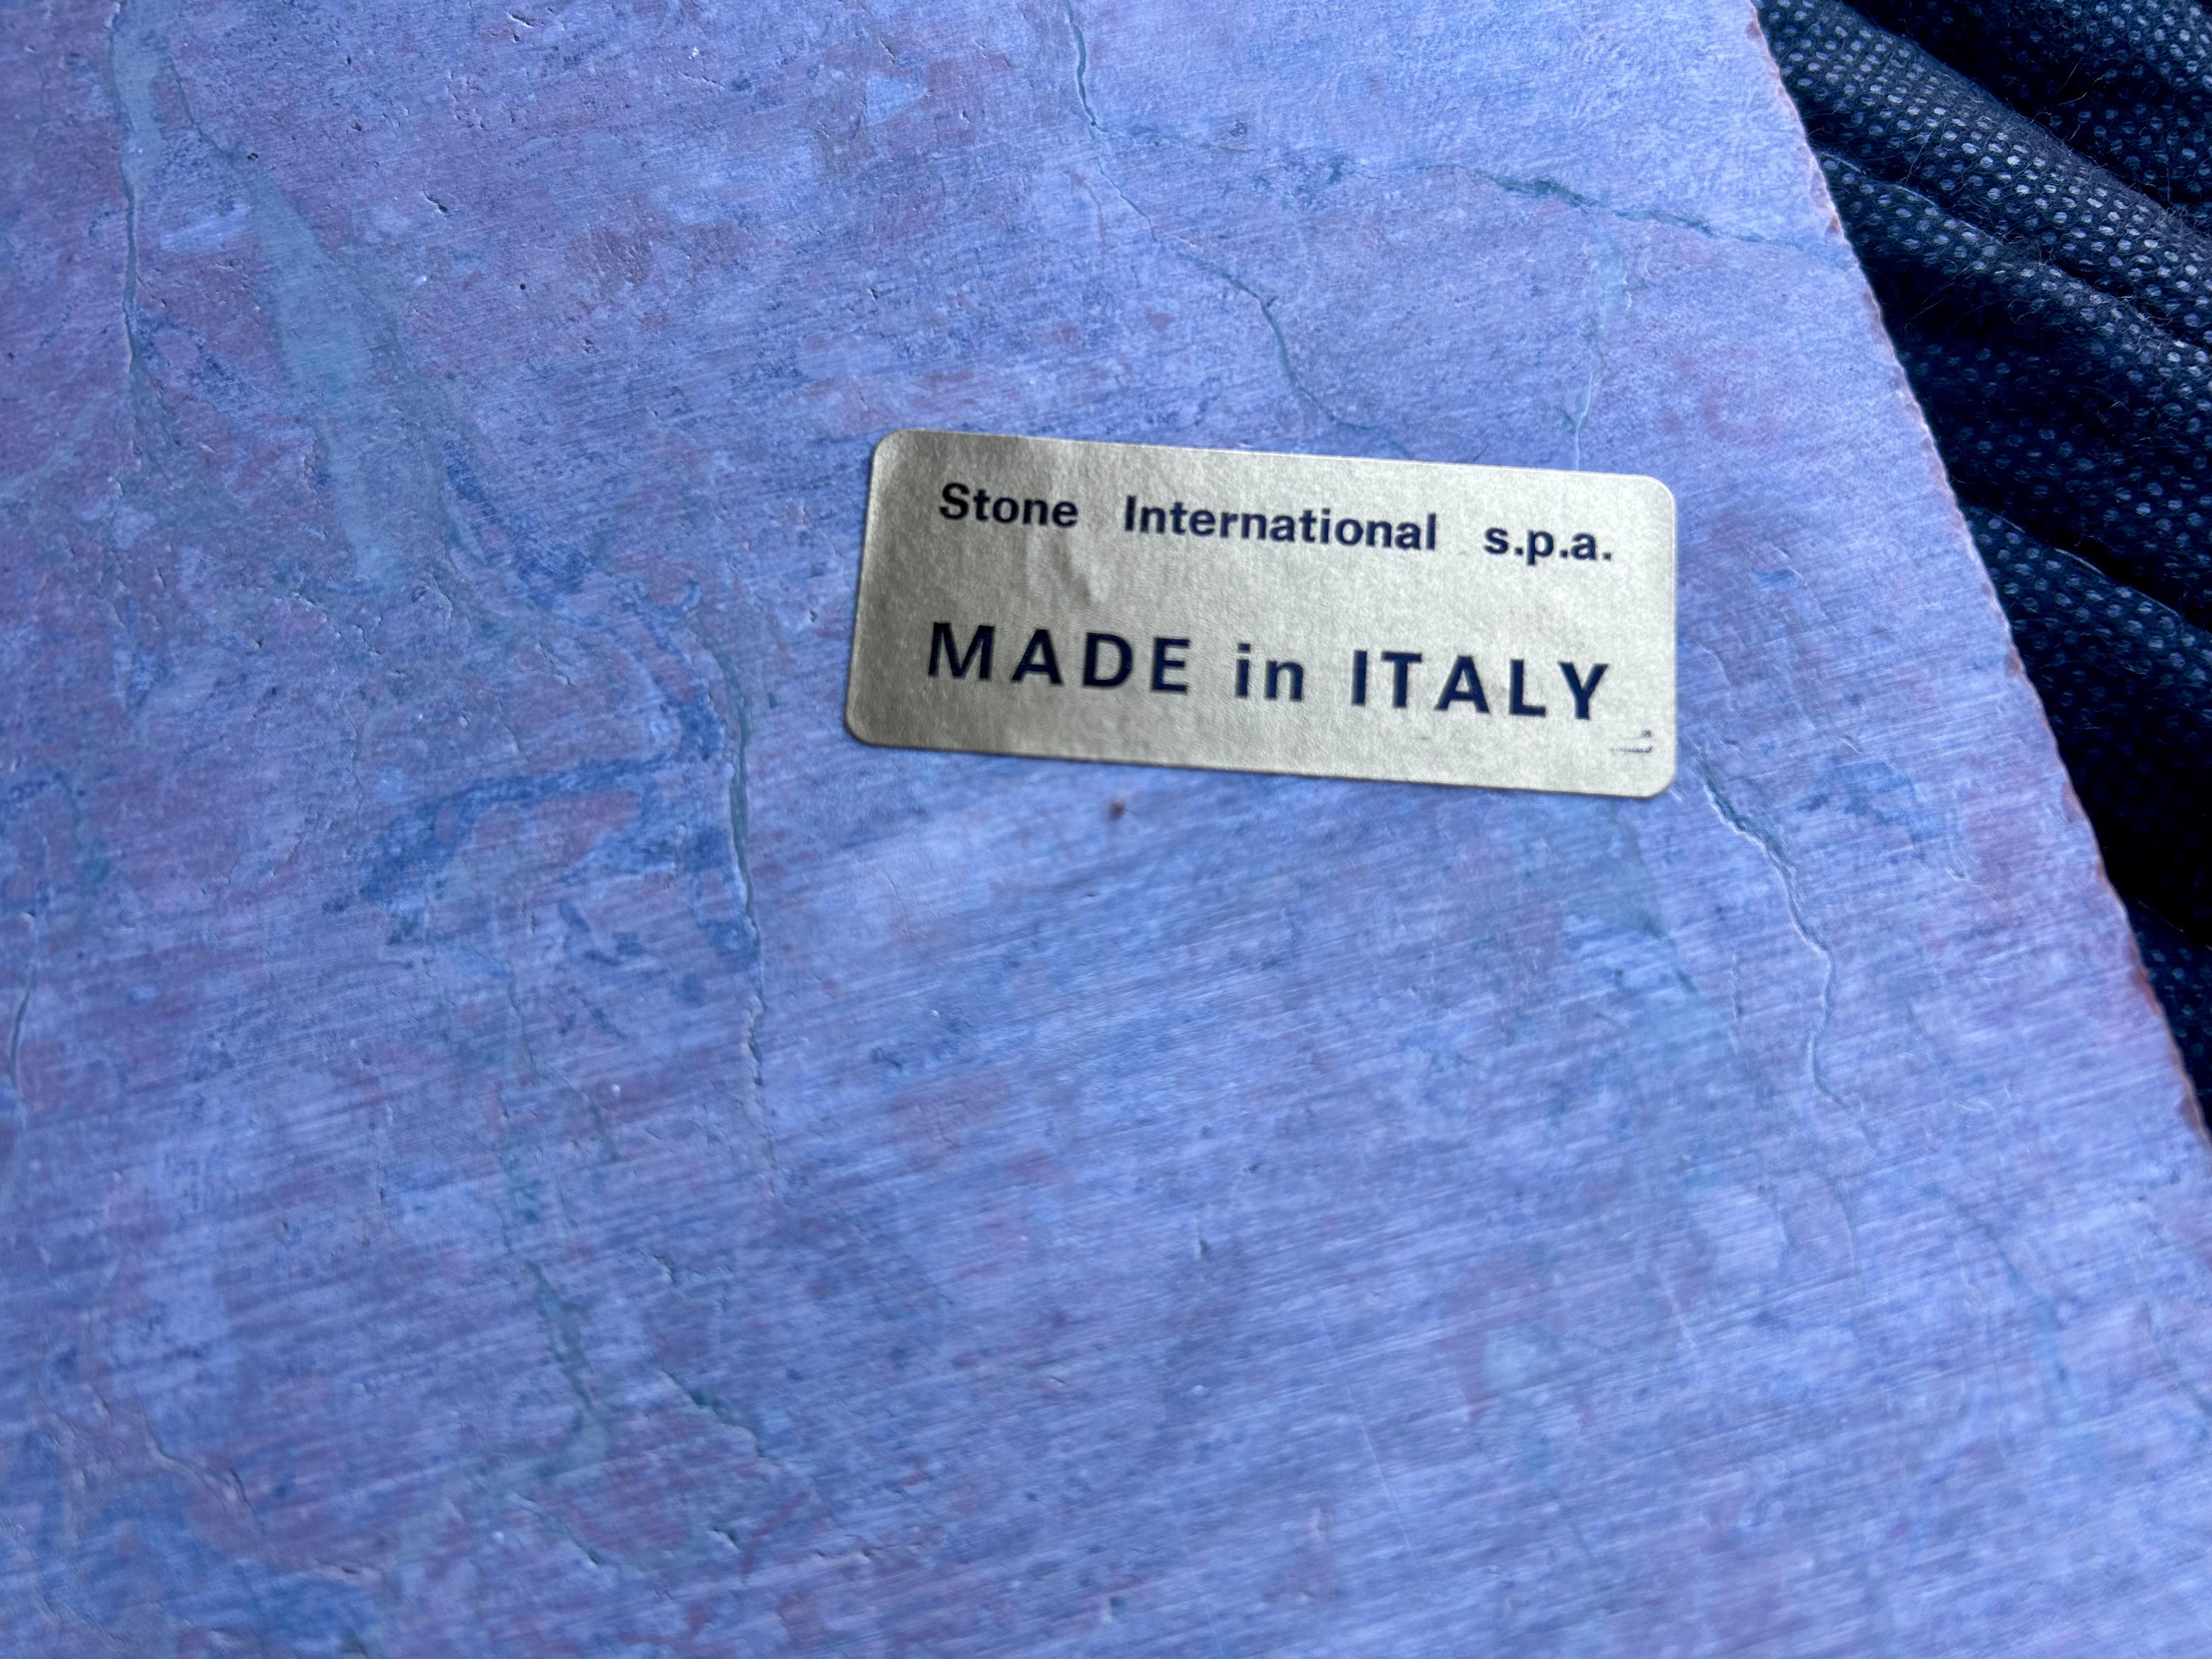 Stone International s.p.a.
MADE in ITALY